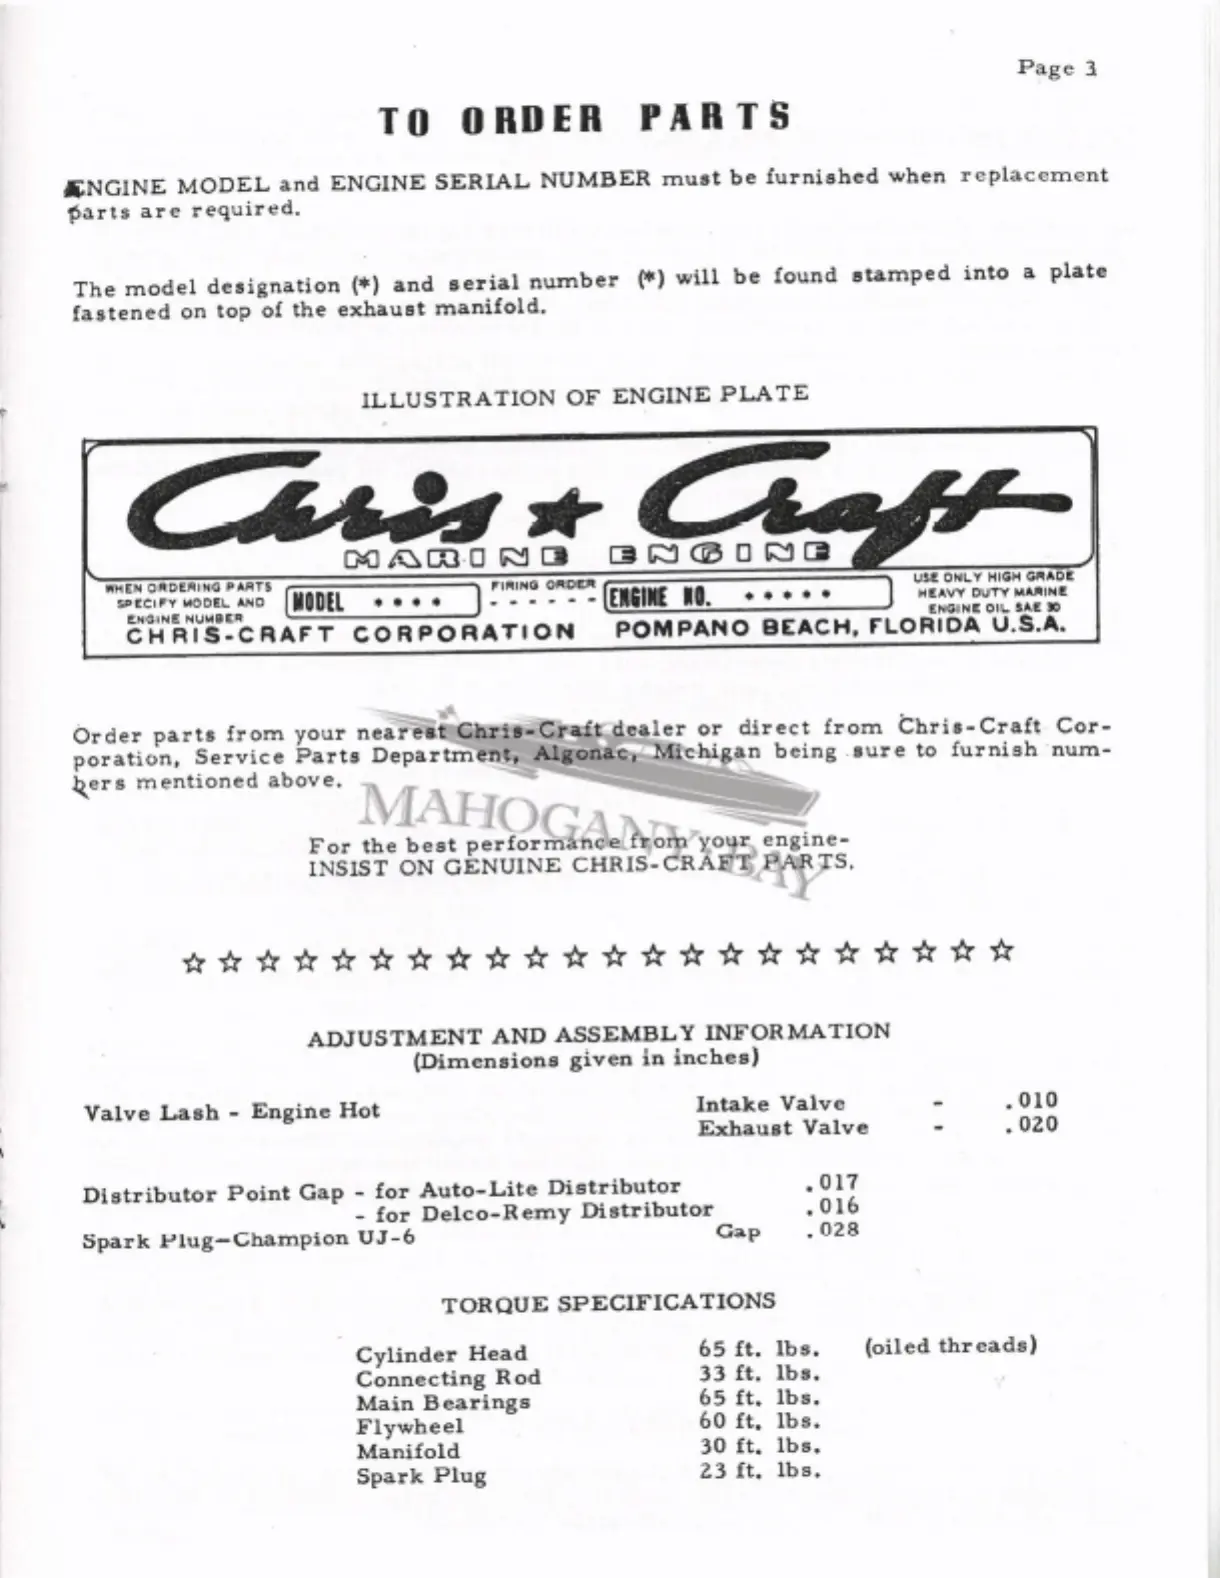 Page 3
TO ORDER PARTS
ENGINE MODEL and ENGINE SERIAL NUMBER must be furnished when replacement
parts are required.
The model designation (*) and serial number (*) will be found stamped into a plate
fastened on top of the exhaust manifold.
ILLUSTRATION OF ENGINE PLATE
Chris ★ Craft
MARINE ENGINE
WHEN ORDERING PARTS
SPECIFY MODEL AND
ENGINE NUMBER
MODEL * * * *
FIRING ORDER
- - - - - -
ENGINE NO. * * * * *
USE ONLY HIGH GRADE
HEAVY DUTY MARINE
ENGINE OIL SAE 30
CHRIS-CRAFT CORPORATION POMPANO BEACH, FLORIDA U.S.A.
Order parts from your nearest Chris-Craft dealer or direct from Chris-Craft Cor-
poration, Service Parts Department, Algonac, Michigan being sure to furnish num-
bers mentioned above.
MAHOGANY BAY
For the best performance from your engine-
INSIST ON GENUINE CHRIS-CRAFT PARTS.
☆ ☆ ☆ ☆ ☆ ☆ ☆ ☆ ☆ ☆ ☆ ☆ ☆ ☆ ☆ ☆ ☆ ☆ ☆ ☆ ☆ ☆
ADJUSTMENT AND ASSEMBLY INFORMATION
(Dimensions given in inches)
Valve Lash - Engine Hot Intake Valve - .010
Exhaust Valve - .020
Distributor Point Gap - for Auto-Lite Distributor .017
- for Delco-Remy Distributor .016
Spark Plug—Champion UJ-6 Gap .028
TORQUE SPECIFICATIONS
Cylinder Head 65 ft. lbs. (oiled threads)
Connecting Rod 33 ft. lbs.
Main Bearings 65 ft. lbs.
Flywheel 60 ft. lbs.
Manifold 30 ft. lbs.
Spark Plug 23 ft. lbs.